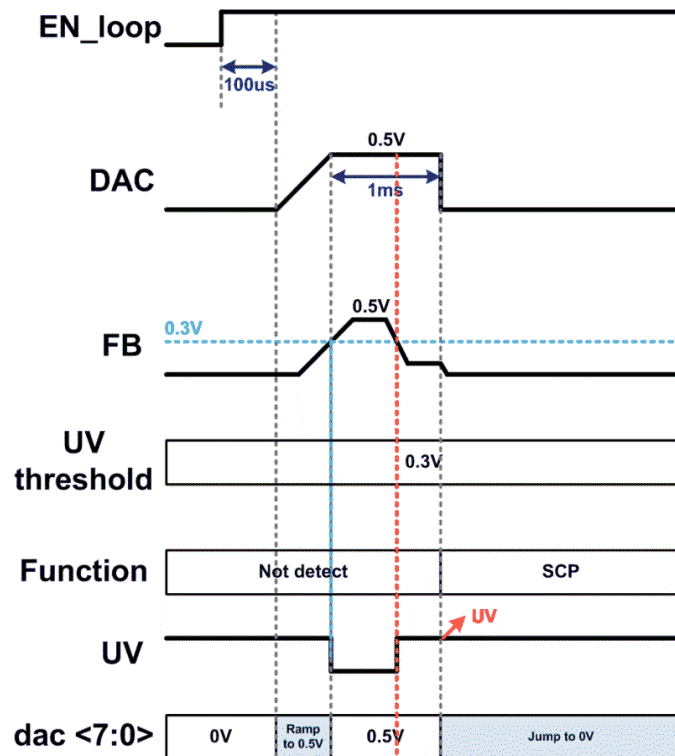 EN_loop
100us
0.5V
DAC
1ms
0.5V
0.3V
FB
UV
threshold
0.3V
Function
Not detect
SCP
UV
UV
dac <7:0>
0V
Ramp
to 0.5V
0.5V
Jump to 0V